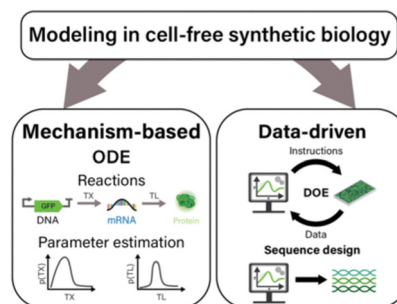 Modeling in cell-free synthetic biology
Mechanism-based
ODE
Reactions
TX
TL
GFP
DNA
mRNA
Protein
Parameter estimation
p(TX)
TX
p(TL)
TL
Data-driven
Instructions
DOE
Data
Sequence design